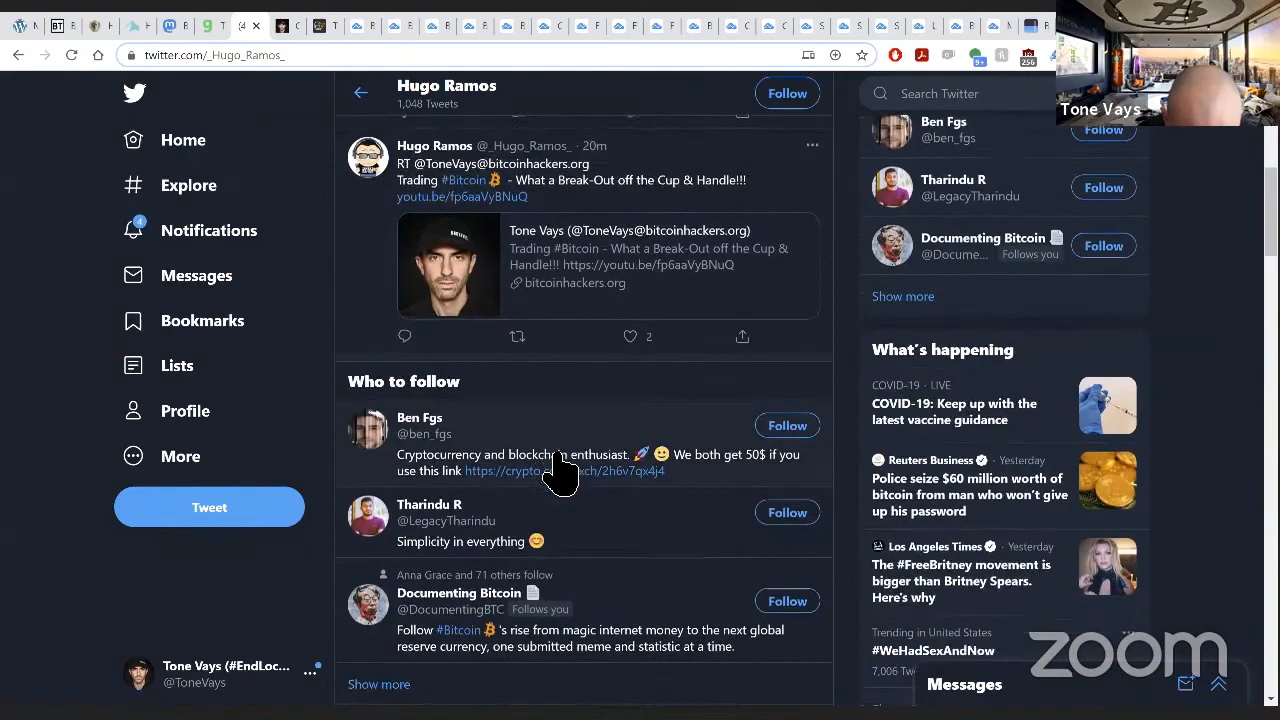 twitter.com/_Hugo_Ramos_
9+
256
Tone Vays
Home
Explore
4
Notifications
Messages
Bookmarks
Lists
Profile
More
Tweet
Tone Vays (#EndLoc...
@ToneVays
Hugo Ramos
1,048 Tweets
Follow
Hugo Ramos @_Hugo_Ramos_ · 20m
RT @ToneVays@bitcoinhackers.org
Trading #Bitcoin - What a Break-Out off the Cup & Handle!!!
youtu.be/fp6aaVyBNuQ
Tone Vays (@ToneVays@bitcoinhackers.org)
Trading #Bitcoin - What a Break-Out off the Cup &
Handle!!! https://youtu.be/fp6aaVyBNuQ
bitcoinhackers.org
2
Who to follow
Ben Fgs
@ben_fgs
Follow
Cryptocurrency and blockchain enthusiast. 🚀 🙂 We both get 50$ if you
use this link https://crypto. ch/2h6v7qx4j4
Tharindu R
@LegacyTharindu
Follow
Simplicity in everything 😊
Anna Grace and 71 others follow
Documenting Bitcoin 📄
@DocumentingBTC Follows you
Follow
Follow #Bitcoin 's rise from magic internet money to the next global
reserve currency, one submitted meme and statistic at a time.
Show more
Search Twitter
Ben Fgs
@ben_fgs
Follow
Tharindu R
@LegacyTharindu
Follow
Documenting Bitcoin 📄
@Docume... Follows you
Follow
Show more
What's happening
COVID-19 · LIVE
COVID-19: Keep up with the
latest vaccine guidance
Reuters Business · Yesterday
Police seize $60 million worth of
bitcoin from man who won't give
up his password
Los Angeles Times · Yesterday
The #FreeBritney movement is
bigger than Britney Spears.
Here's why
Trending in United States
#WeHadSexAndNow
7,006 Twe
Messages
zoom